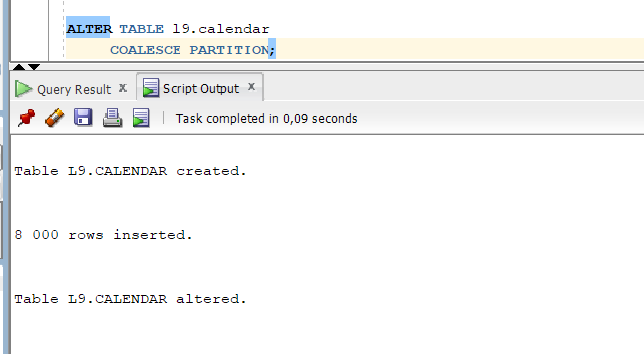 ALTER TABLE l9.calendar
COALESCE PARTITION;
Query Result x Script Output x
Task completed in 0,09 seconds
Table L9.CALENDAR created.
8 000 rows inserted.
Table L9.CALENDAR altered.